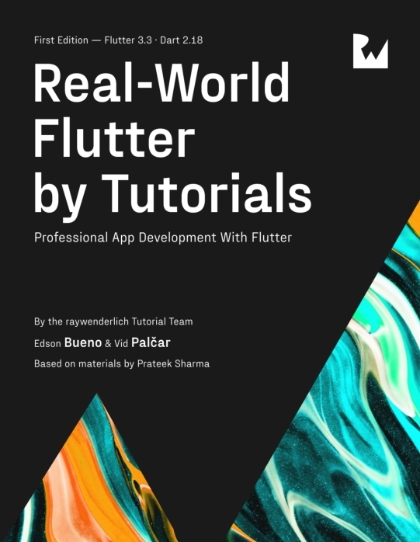 First Edition — Flutter 3.3 · Dart 2.18
Real-World
Flutter
by Tutorials
Professional App Development With Flutter
By the raywenderlich Tutorial Team
Edson Bueno & Vid Palčar
Based on materials by Prateek Sharma